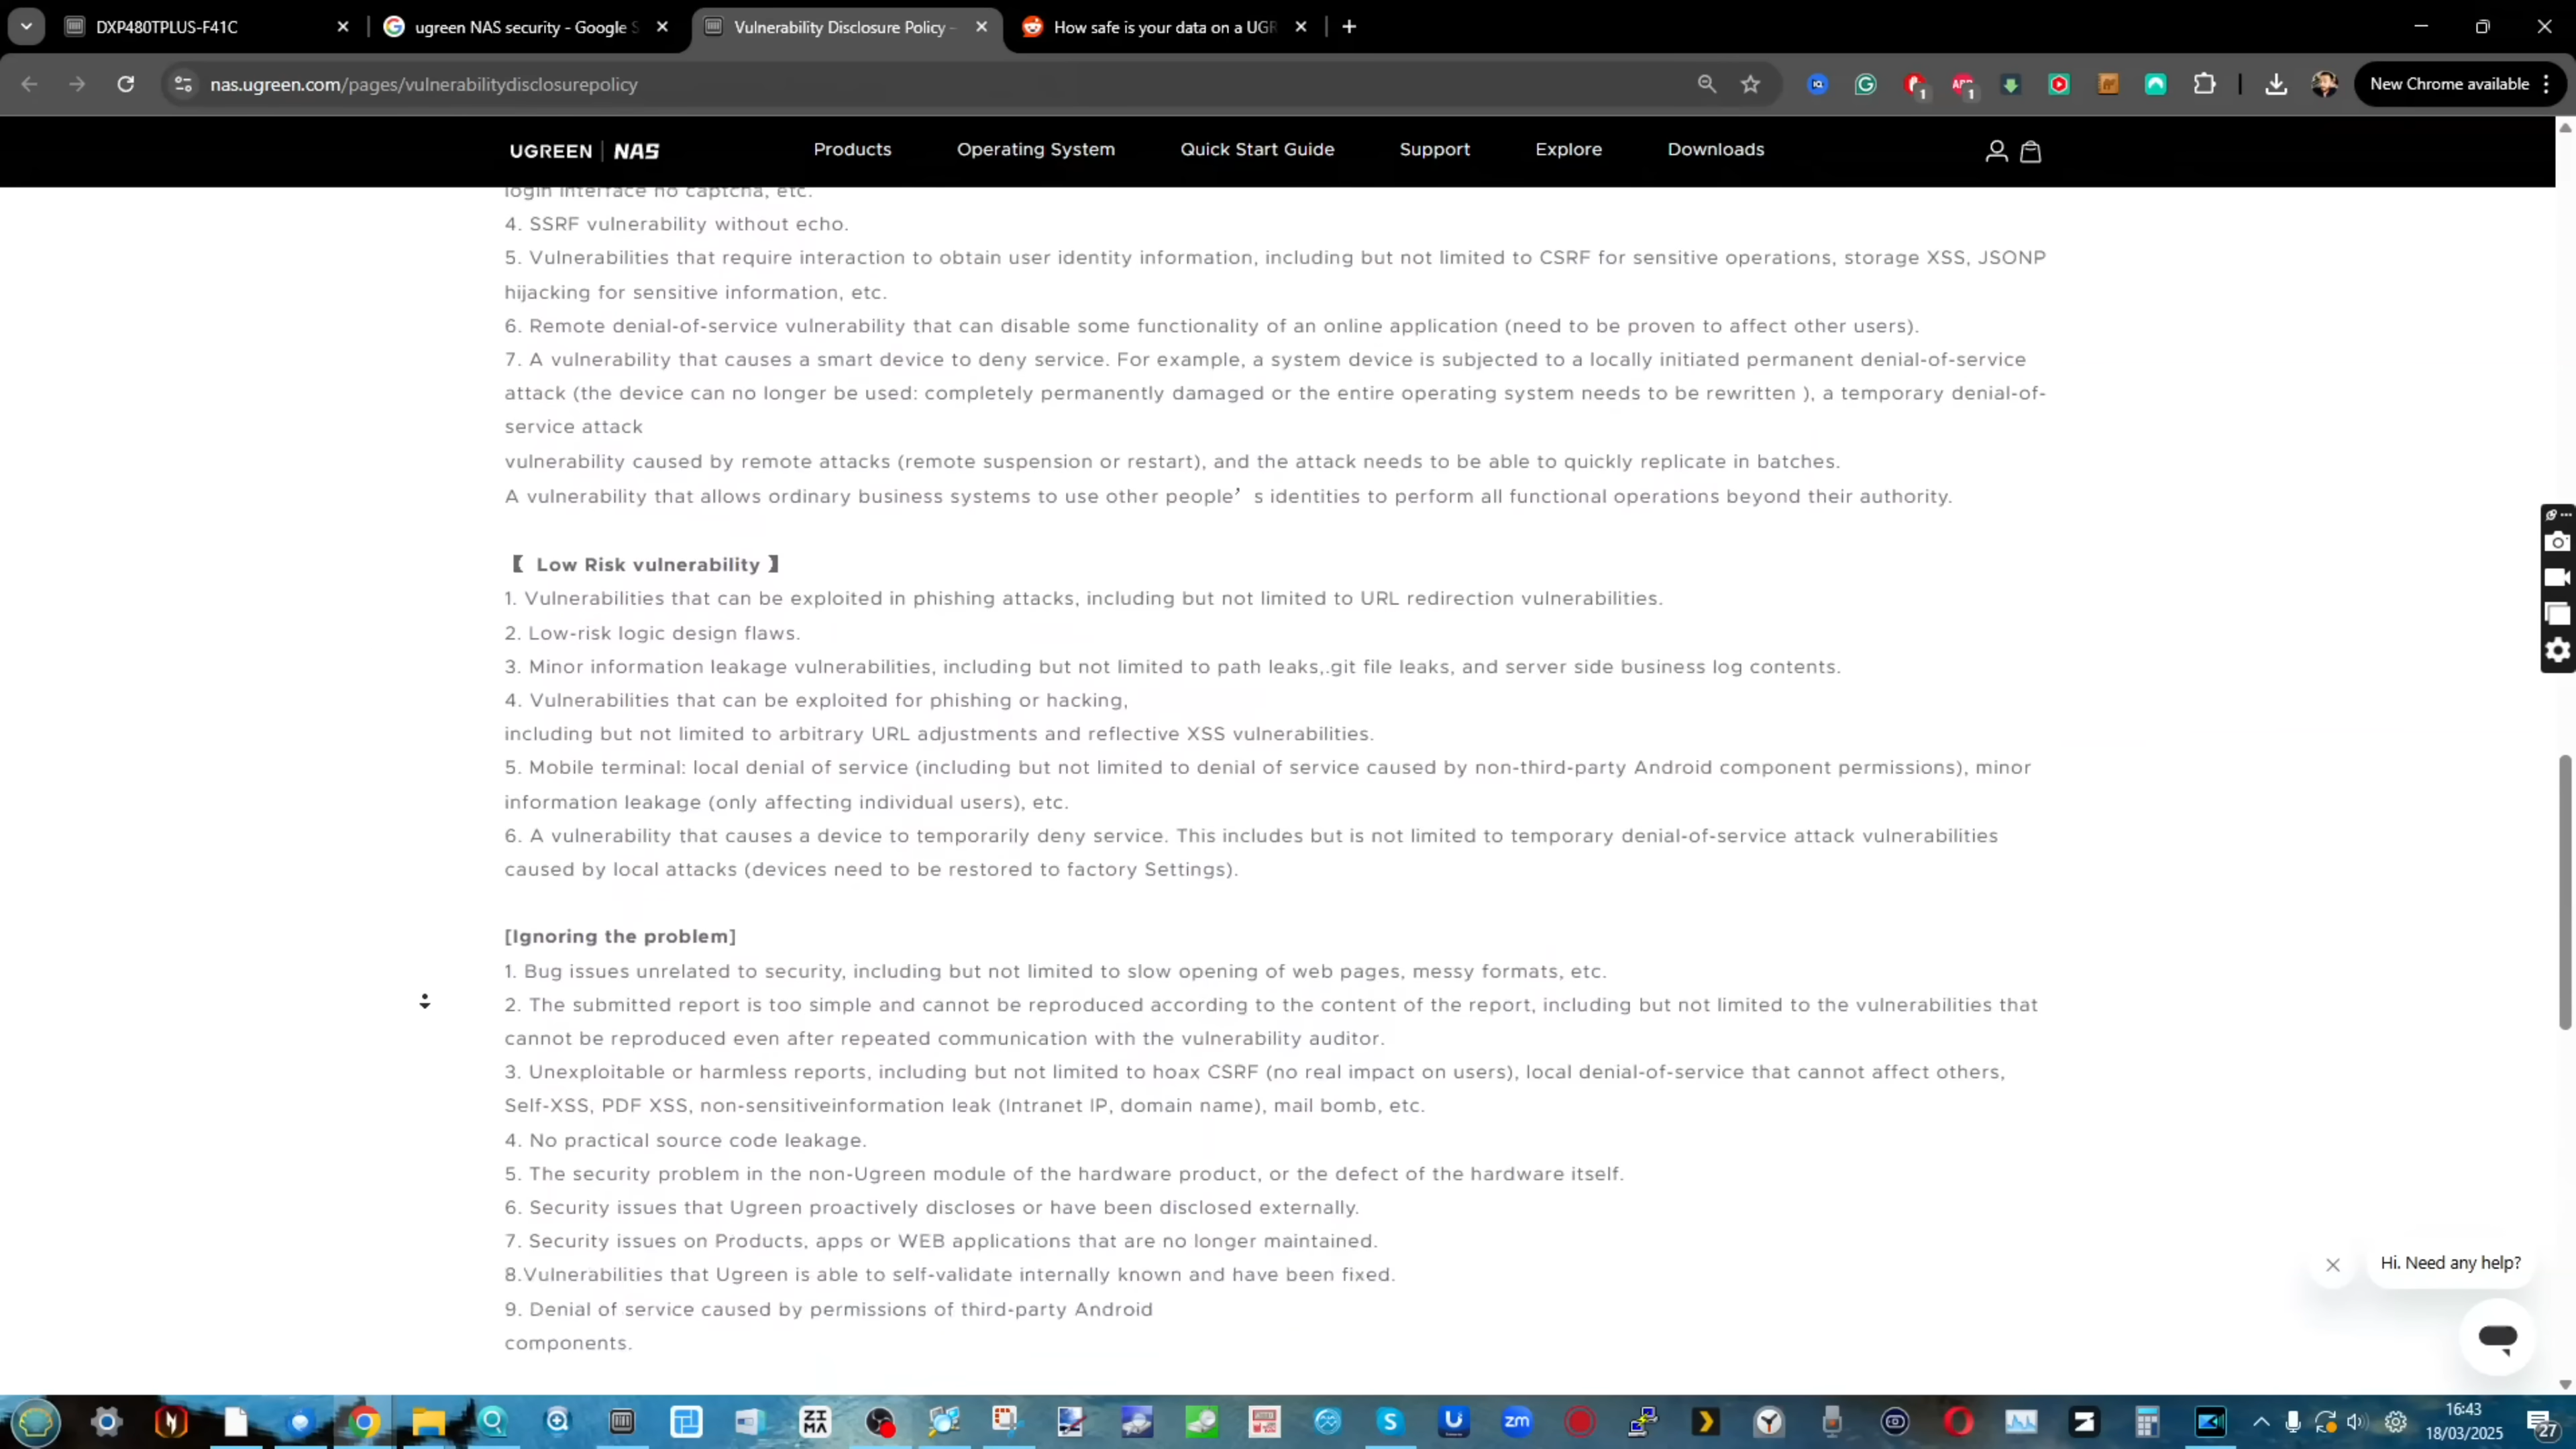 DXP480TPLUS-F41C
ugreen NAS security - Google S
Vulnerability Disclosure Policy –
How safe is your data on a UGR
nas.ugreen.com/pages/vulnerabilitydisclosurepolicy
1
1
New Chrome available
UGREEN | NAS
Products
Operating System
Quick Start Guide
Support
Explore
Downloads
login interface no captcha, etc.
4. SSRF vulnerability without echo.
5. Vulnerabilities that require interaction to obtain user identity information, including but not limited to CSRF for sensitive operations, storage XSS, JSONP
hijacking for sensitive information, etc.
6. Remote denial-of-service vulnerability that can disable some functionality of an online application (need to be proven to affect other users).
7. A vulnerability that causes a smart device to deny service. For example, a system device is subjected to a locally initiated permanent denial-of-service
attack (the device can no longer be used: completely permanently damaged or the entire operating system needs to be rewritten ), a temporary denial-of-
service attack
vulnerability caused by remote attacks (remote suspension or restart), and the attack needs to be able to quickly replicate in batches.
A vulnerability that allows ordinary business systems to use other people’ s identities to perform all functional operations beyond their authority.
【 Low Risk vulnerability 】
1. Vulnerabilities that can be exploited in phishing attacks, including but not limited to URL redirection vulnerabilities.
2. Low-risk logic design flaws.
3. Minor information leakage vulnerabilities, including but not limited to path leaks,.git file leaks, and server side business log contents.
4. Vulnerabilities that can be exploited for phishing or hacking,
including but not limited to arbitrary URL adjustments and reflective XSS vulnerabilities.
5. Mobile terminal: local denial of service (including but not limited to denial of service caused by non-third-party Android component permissions), minor
information leakage (only affecting individual users), etc.
6. A vulnerability that causes a device to temporarily deny service. This includes but is not limited to temporary denial-of-service attack vulnerabilities
caused by local attacks (devices need to be restored to factory Settings).
[Ignoring the problem]
1. Bug issues unrelated to security, including but not limited to slow opening of web pages, messy formats, etc.
2. The submitted report is too simple and cannot be reproduced according to the content of the report, including but not limited to the vulnerabilities that
cannot be reproduced even after repeated communication with the vulnerability auditor.
3. Unexploitable or harmless reports, including but not limited to hoax CSRF (no real impact on users), local denial-of-service that cannot affect others,
Self-XSS, PDF XSS, non-sensitiveinformation leak (Intranet IP, domain name), mail bomb, etc.
4. No practical source code leakage.
5. The security problem in the non-Ugreen module of the hardware product, or the defect of the hardware itself.
6. Security issues that Ugreen proactively discloses or have been disclosed externally.
7. Security issues on Products, apps or WEB applications that are no longer maintained.
8.Vulnerabilities that Ugreen is able to self-validate internally known and have been fixed.
9. Denial of service caused by permissions of third-party Android
components.
Hi. Need any help?
ZI
MA
zm
16:43
18/03/2025
27